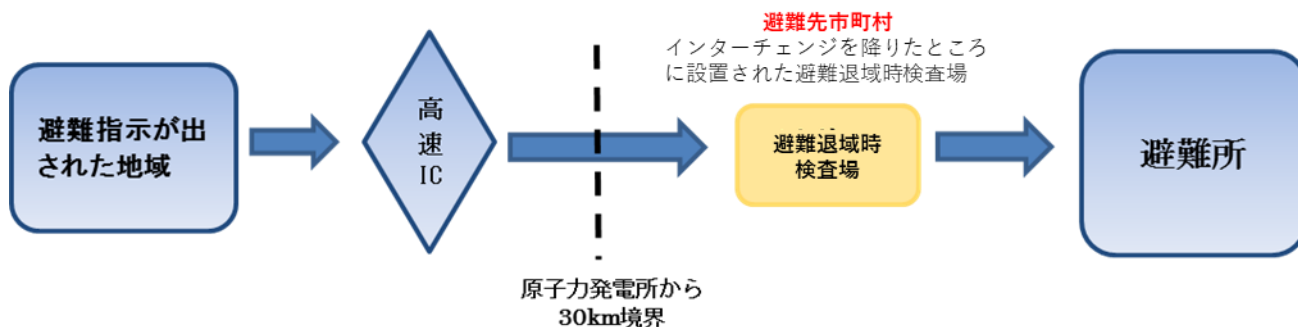 避難指示が出
された地域
高
速
IC
原子力発電所から
30km境界
避難先市町村
インターチェンジを降りたところ
に設置された避難退域時検査場
避難退域時
検査場
避難所